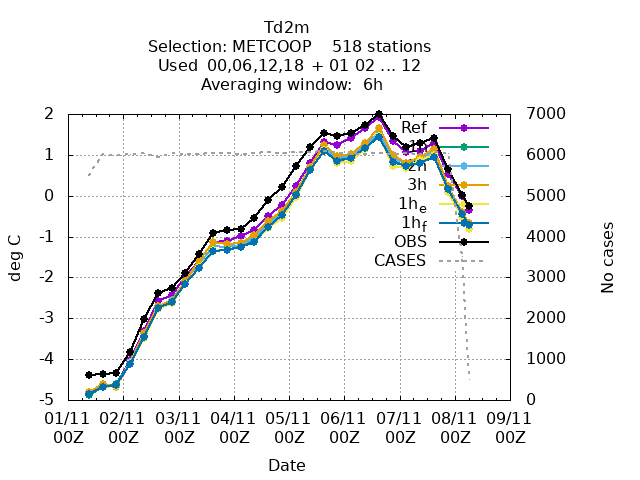 Td2m
Selection: METCOOP 518 stations
Used 00,06,12,18 + 01 02 ... 12
Averaging window: 6h
2
1
0
-1
-2
-3
-4
-5
7000
6000
5000
4000
3000
2000
1000
0
deg C
No cases
Ref
2h
3h
1he
1hf
OBS
CASES
01/11 02/11 03/11 04/11 05/11 06/11 07/11 08/11 09/11
00Z 00Z 00Z 00Z 00Z 00Z 00Z 00Z 00Z
Date